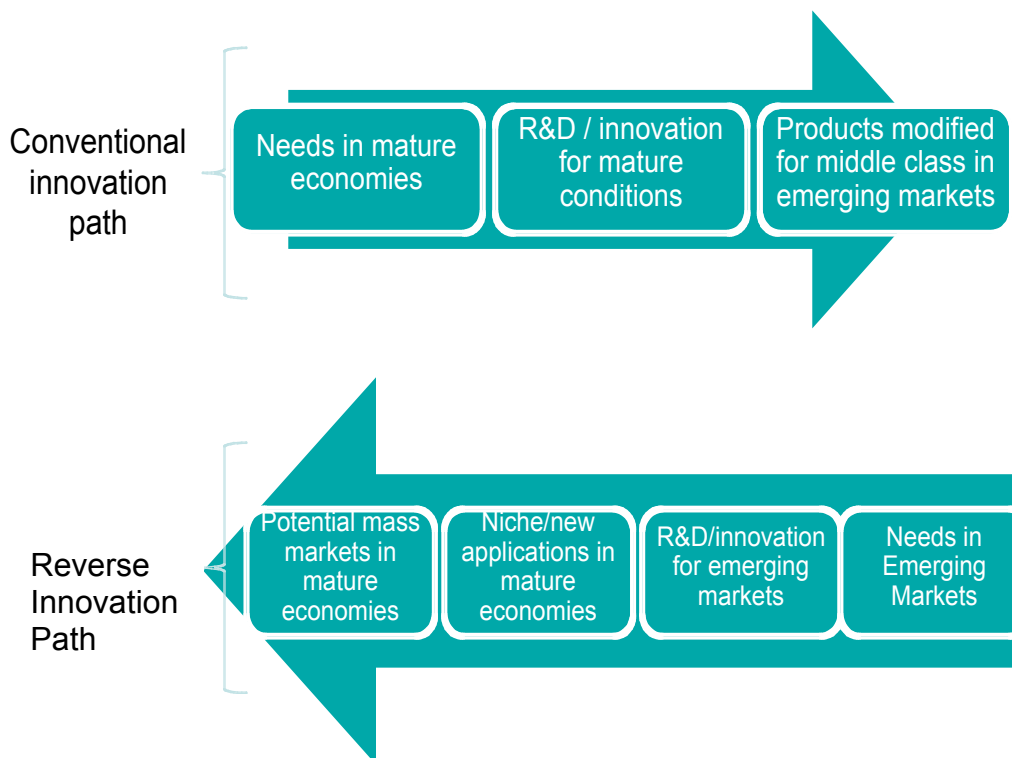 Conventional
innovation
path
Needs in mature
economies
R&D / innovation
for mature
conditions
Products modified
for middle class in
emerging markets
Reverse
Innovation
Path
Potential mass
markets in
mature
economies
Niche/new
applications in
mature
economies
R&D/innovation
for emerging
markets
Needs in
Emerging
Markets